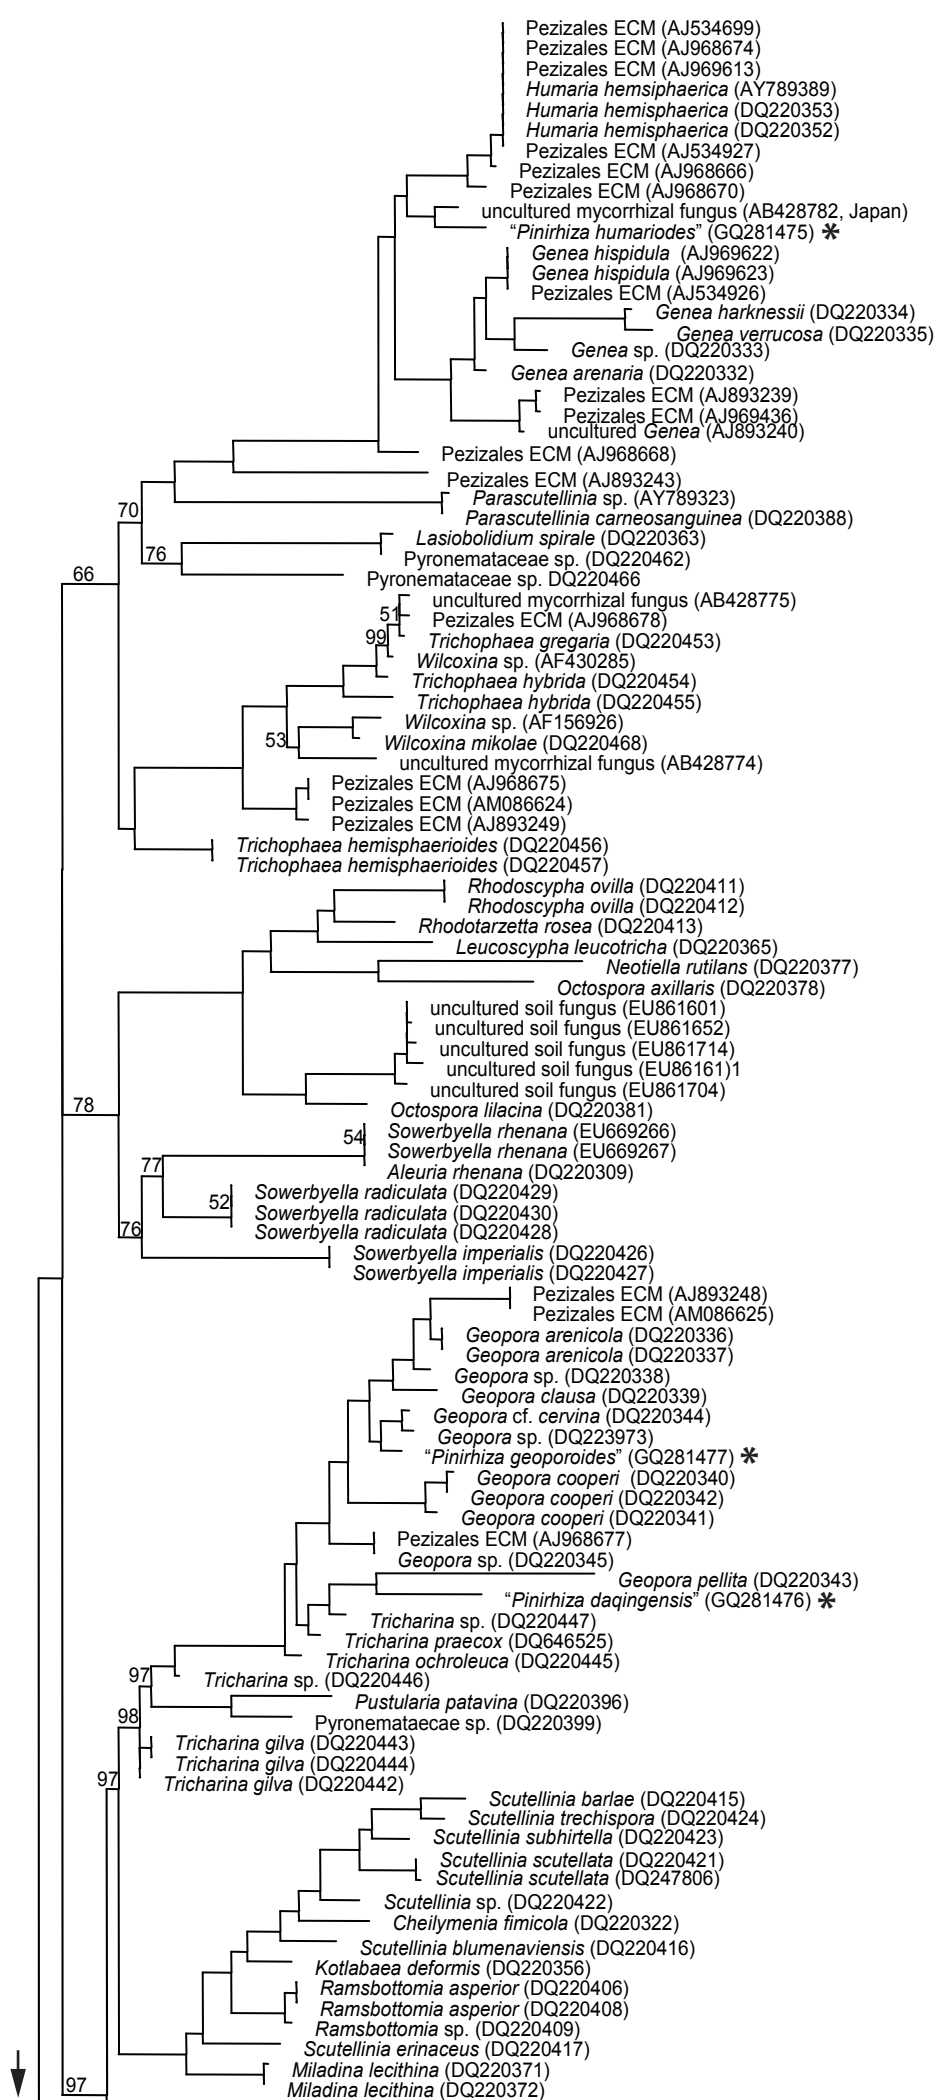 Pezizales ECM (AJ534699)
Pezizales ECM (AJ968674)
Pezizales ECM (AJ969613)
Humaria hemsiphaerica (AY789389)
Humaria hemisphaerica (DQ220353)
Humaria hemisphaerica (DQ220352)
Pezizales ECM (AJ534927)
Pezizales ECM (AJ968666)
Pezizales ECM (AJ968670)
uncultured mycorrhizal fungus (AB428782, Japan)
“Pinirhiza humariodes” (GQ281475) *
Genea hispidula (AJ969622)
Genea hispidula (AJ969623)
Pezizales ECM (AJ534926)
Genea harknessii (DQ220334)
Genea verrucosa (DQ220335)
Genea sp. (DQ220333)
Genea arenaria (DQ220332)
Pezizales ECM (AJ893239)
Pezizales ECM (AJ969436)
uncultured Genea (AJ893240)
Pezizales ECM (AJ968668)
Pezizales ECM (AJ893243)
Parascutellinia sp. (AY789323)
70
Parascutellinia carneosanguinea (DQ220388)
Lasiobolidium spirale (DQ220363)
76
Pyronemataceae sp. (DQ220462)
66
Pyronemataceae sp. DQ220466
uncultured mycorrhizal fungus (AB428775)
51
Pezizales ECM (AJ968678)
99
Trichophaea gregaria (DQ220453)
Wilcoxina sp. (AF430285)
Trichophaea hybrida (DQ220454)
Trichophaea hybrida (DQ220455)
Wilcoxina sp. (AF156926)
53
Wilcoxina mikolae (DQ220468)
uncultured mycorrhizal fungus (AB428774)
Pezizales ECM (AJ968675)
Pezizales ECM (AM086624)
Pezizales ECM (AJ893249)
Trichophaea hemisphaerioides (DQ220456)
Trichophaea hemisphaerioides (DQ220457)
Rhodoscypha ovilla (DQ220411)
Rhodoscypha ovilla (DQ220412)
Rhodotarzetta rosea (DQ220413)
Leucoscypha leucotricha (DQ220365)
Neotiella rutilans (DQ220377)
Octospora axillaris (DQ220378)
uncultured soil fungus (EU861601)
uncultured soil fungus (EU861652)
uncultured soil fungus (EU861714)
uncultured soil fungus (EU86161)1
uncultured soil fungus (EU861704)
78
Octospora lilacina (DQ220381)
54
Sowerbyella rhenana (EU669266)
Sowerbyella rhenana (EU669267)
77
Aleuria rhenana (DQ220309)
Sowerbyella radiculata (DQ220429)
52
Sowerbyella radiculata (DQ220430)
76
Sowerbyella radiculata (DQ220428)
Sowerbyella imperialis (DQ220426)
Sowerbyella imperialis (DQ220427)
Pezizales ECM (AJ893248)
Pezizales ECM (AM086625)
Geopora arenicola (DQ220336)
Geopora arenicola (DQ220337)
Geopora sp. (DQ220338)
Geopora clausa (DQ220339)
Geopora cf. cervina (DQ220344)
Geopora sp. (DQ223973)
“Pinirhiza geoporoides” (GQ281477) *
Geopora cooperi (DQ220340)
Geopora cooperi (DQ220342)
Geopora cooperi (DQ220341)
Pezizales ECM (AJ968677)
Geopora sp. (DQ220345)
Geopora pellita (DQ220343)
“Pinirhiza daqingensis” (GQ281476) *
Tricharina sp. (DQ220447)
Tricharina praecox (DQ646525)
Tricharina ochroleuca (DQ220445)
97
Tricharina sp. (DQ220446)
Pustularia patavina (DQ220396)
98
Pyronemataecae sp. (DQ220399)
Tricharina gilva (DQ220443)
Tricharina gilva (DQ220444)
97
Tricharina gilva (DQ220442)
Scutellinia barlae (DQ220415)
Scutellinia trechispora (DQ220424)
Scutellinia subhirtella (DQ220423)
Scutellinia scutellata (DQ220421)
Scutellinia scutellata (DQ247806)
Scutellinia sp. (DQ220422)
Cheilymenia fimicola (DQ220322)
Scutellinia blumenaviensis (DQ220416)
Kotlabaea deformis (DQ220356)
Ramsbottomia asperior (DQ220406)
Ramsbottomia asperior (DQ220408)
Ramsbottomia sp. (DQ220409)
Scutellinia erinaceus (DQ220417)
Miladina lecithina (DQ220371)
97
Miladina lecithina (DQ220372)